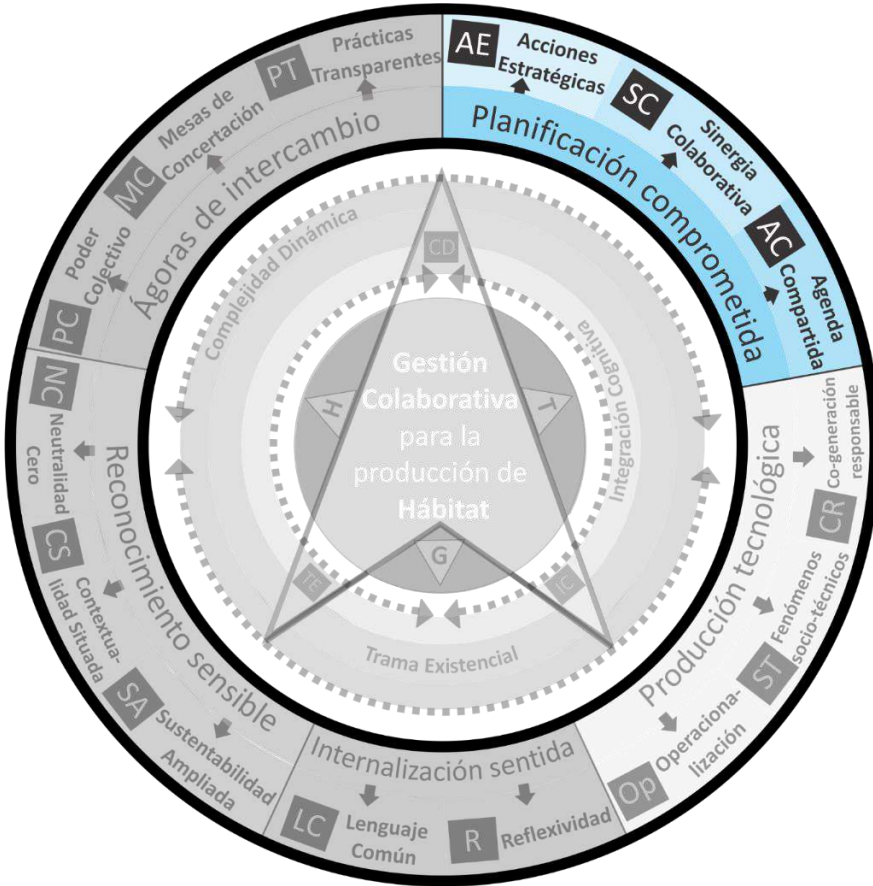 AE
Acciones
Estratégicas
SC
Sinergia
Colaborativa
AC
Agenda
Compartida
Planificación comprometida
Co-generación
responsable
CR
Fenómenos
socio-técnicos
ST
Operaciona-
lización
Op
Producción tecnológica
Internalización sentida
R
Reflexividad
LC
Lenguaje
Común
Reconocimiento sensible
SA
Sustentabilidad
Ampliada
CS
Contextua-
lidad Situada
NC
Neutralidad
Cero
Ágoras de intercambio
PC
Poder
Colectivo
MC
Mesas de
Concertación
PT
Prácticas
Transparentes
Complejidad Dinámica
CD
Integración Cognitiva
IC
Trama Existencial
TE
Gestión
Colaborativa
para la
producción de
Hábitat
H
T
G